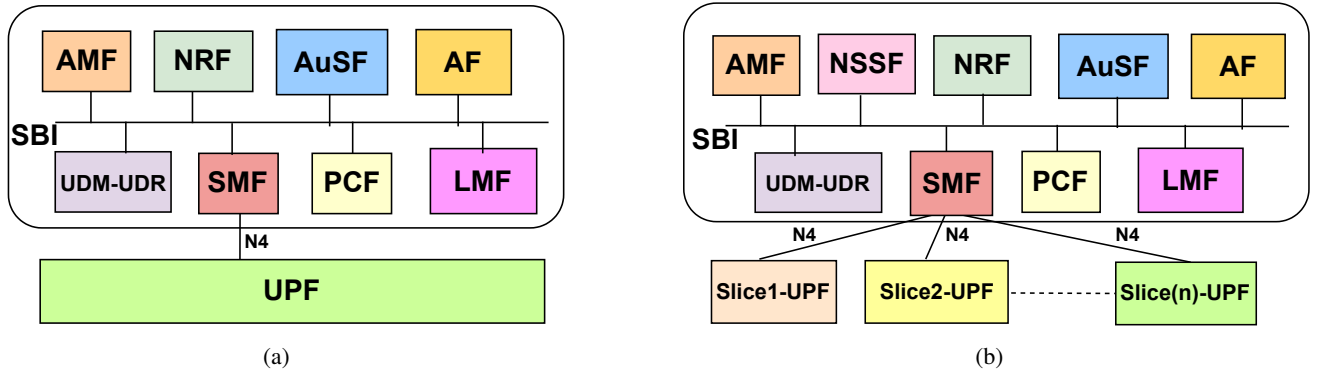 AMF NRF AuSF AF
SBI
UDM-UDR SMF PCF LMF
N4
UPF
(a)
AMF NSSF NRF AuSF AF
SBI
UDM-UDR SMF PCF LMF
N4 N4 N4
Slice1-UPF Slice2-UPF Slice(n)-UPF
(b)